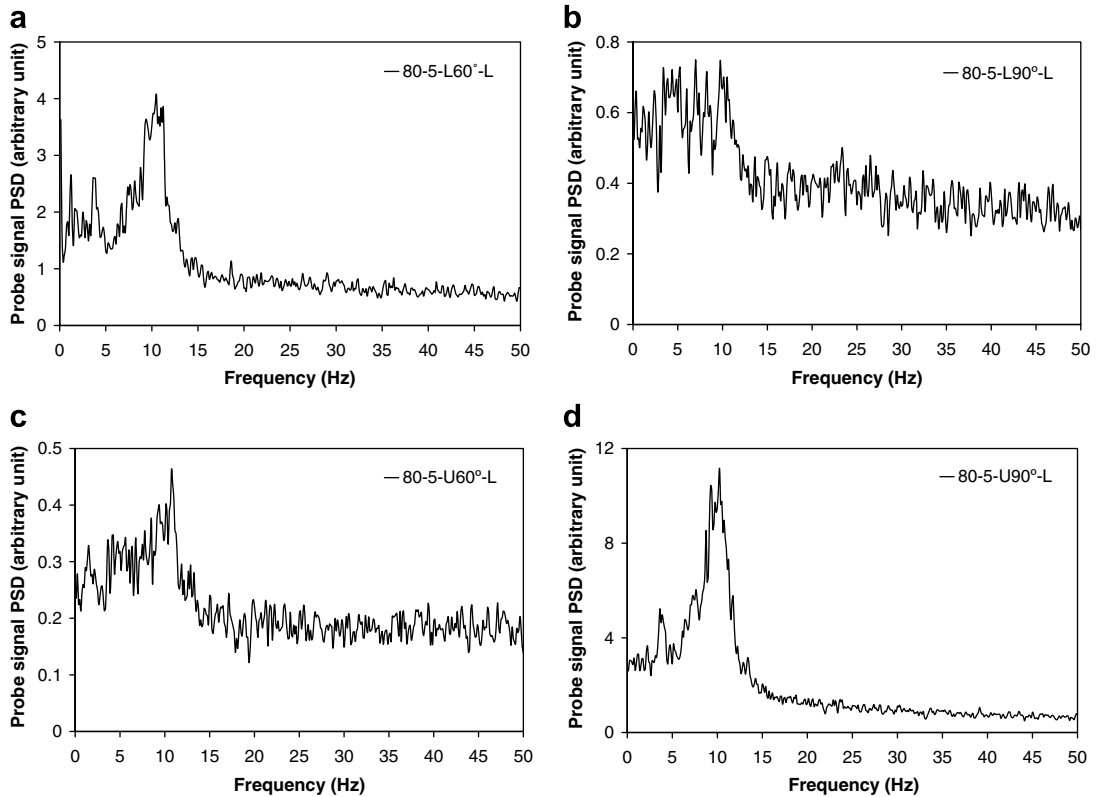 a
Probe signal PSD (arbitrary unit)
5
4
3
2
1
0
80-5-L60˚-L
0 5 10 15 20 25 30 35 40 45 50
Frequency (Hz)
b
Probe signal PSD (arbitrary unit)
0.8
0.6
0.4
0.2
0
80-5-L90º-L
0 5 10 15 20 25 30 35 40 45 50
Frequency (Hz)
c
Probe signal PSD (arbitrary unit)
0.5
0.4
0.3
0.2
0.1
0
80-5-U60º-L
0 5 10 15 20 25 30 35 40 45 50
Frequency (Hz)
d
Probe signal PSD (arbitrary unit)
12
8
4
0
80-5-U90º-L
0 5 10 15 20 25 30 35 40 45 50
Frequency (Hz)